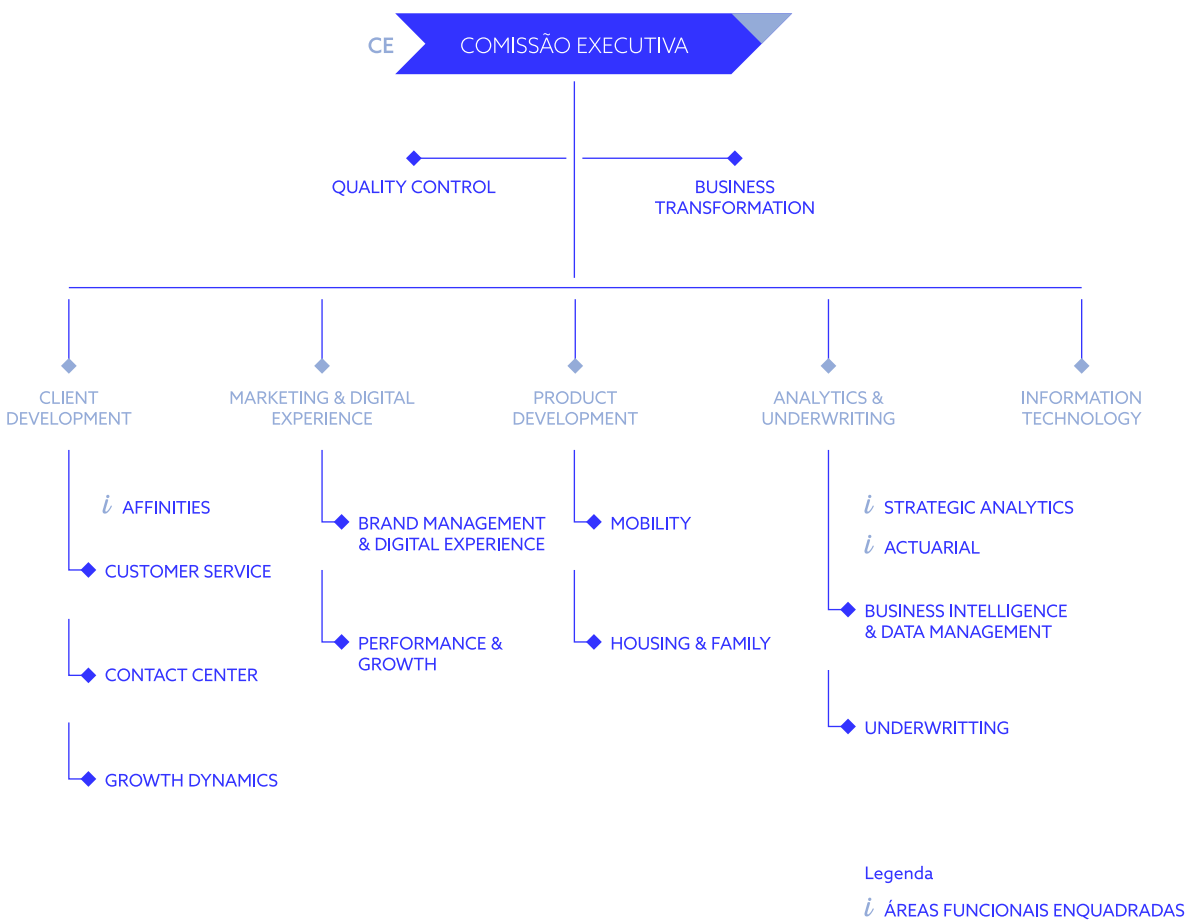 CE
COMISSÃO EXECUTIVA
QUALITY CONTROL
BUSINESS
TRANSFORMATION
CLIENT
DEVELOPMENT
MARKETING & DIGITAL
EXPERIENCE
PRODUCT
DEVELOPMENT
ANALYTICS &
UNDERWRITING
INFORMATION
TECHNOLOGY
i AFFINITIES
CUSTOMER SERVICE
CONTACT CENTER
GROWTH DYNAMICS
BRAND MANAGEMENT
& DIGITAL EXPERIENCE
PERFORMANCE &
GROWTH
MOBILITY
HOUSING & FAMILY
i STRATEGIC ANALYTICS
i ACTUARIAL
BUSINESS INTELLIGENCE
& DATA MANAGEMENT
UNDERWRITTING
Legenda
i ÁREAS FUNCIONAIS ENQUADRADAS